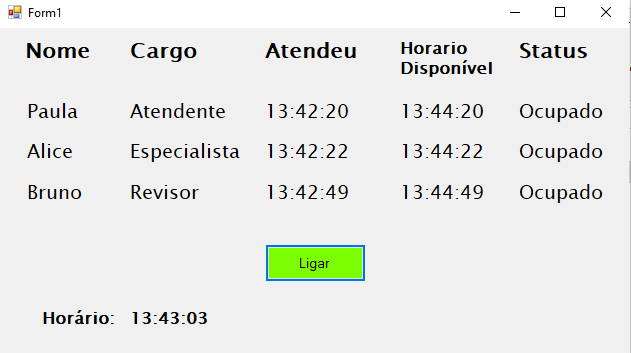 Form1
Nome Cargo Atendeu Horario Disponível Status
Paula Atendente 13:42:20 13:44:20 Ocupado
Alice Especialista 13:42:22 13:44:22 Ocupado
Bruno Revisor 13:42:49 13:44:49 Ocupado
Ligar
Horário: 13:43:03